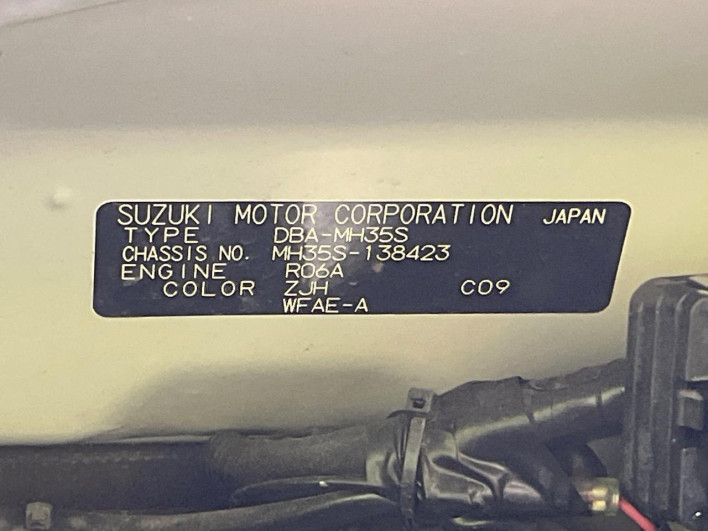 SUZUKI MOTOR CORPORATION JAPAN
TYPE DBA-MH35S
CHASSIS NO. MH35S-138423
ENGINE R06A
COLOR ZJH C09
WFAE-A